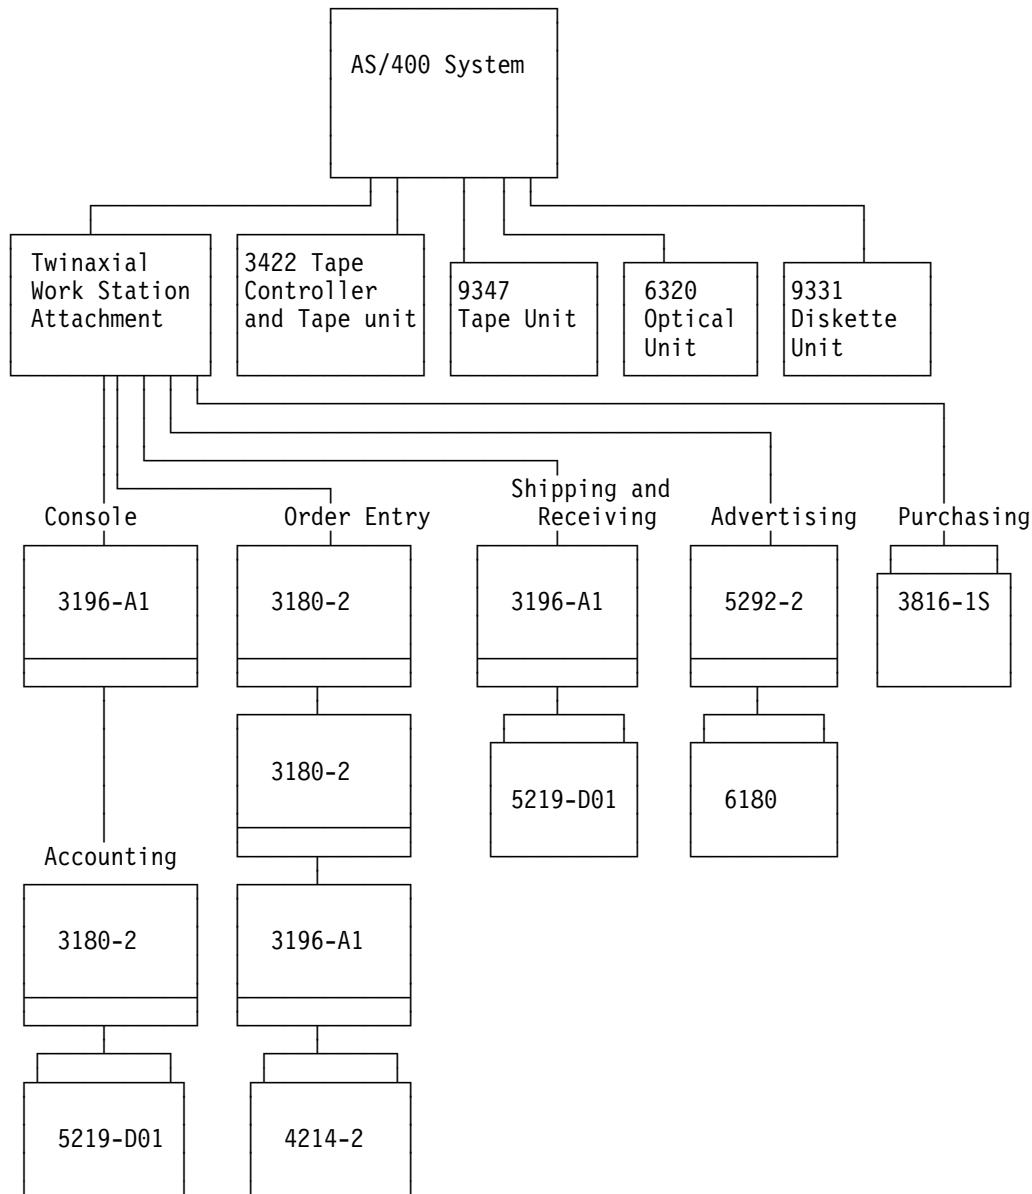 AS/400 System
Twinaxial
Work Station
Attachment
3422 Tape
Controller
and Tape unit
9347
Tape Unit
6320
Optical
Unit
9331
Diskette
Unit
Console
Order Entry
Shipping and
Receiving
Advertising
Purchasing
3196-A1
3180-2
3196-A1
5292-2
3816-1S
3180-2
5219-D01
6180
Accounting
3180-2
3196-A1
5219-D01
4214-2